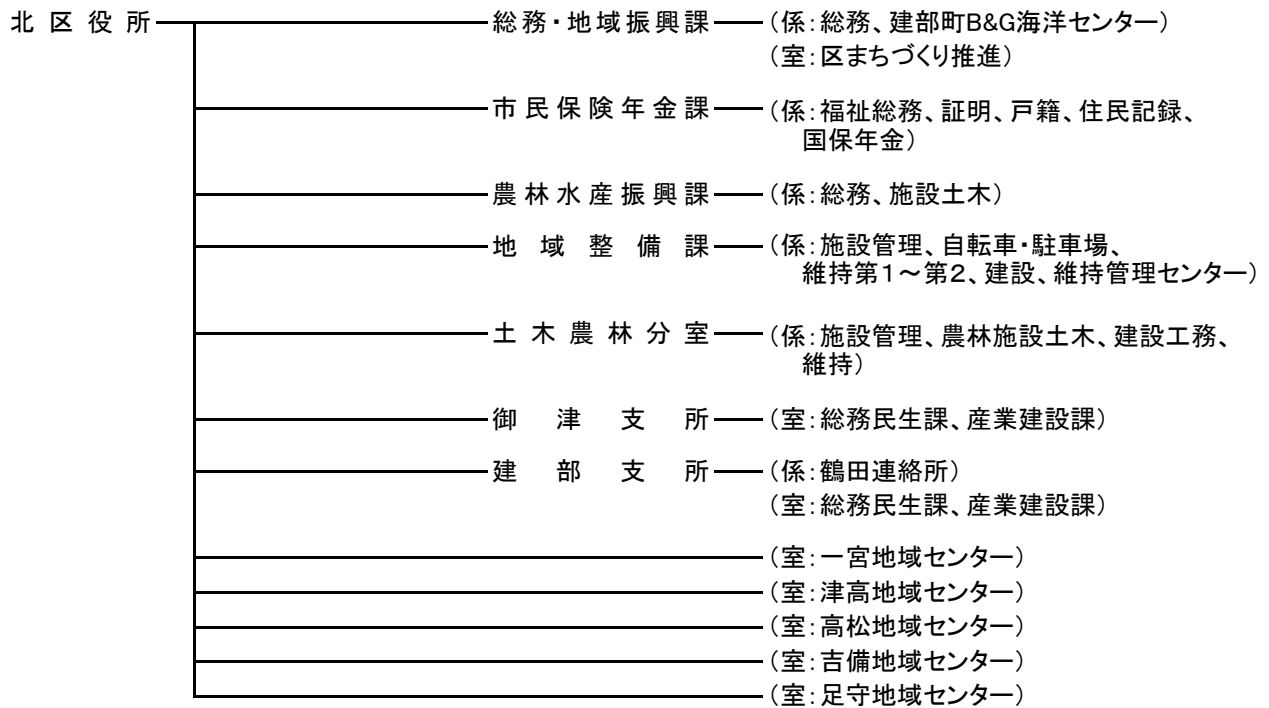 北区役所 総務・地域振興課 (係:総務、建部町B&G海洋センター)
(室:区まちづくり推進)
市民保険年金課 (係:福祉総務、証明、戸籍、住民記録、
国保年金)
農林水産振興課 (係:総務、施設土木)
地域整備課 (係:施設管理、自転車・駐車場、
維持第1～第2、建設、維持管理センター)
土木農林分室 (係:施設管理、農林施設土木、建設工務、
維持)
御津支所 (室:総務民生課、産業建設課)
建部支所 (係:鶴田連絡所)
(室:総務民生課、産業建設課)
(室:一宮地域センター)
(室:津高地域センター)
(室:高松地域センター)
(室:吉備地域センター)
(室:足守地域センター)